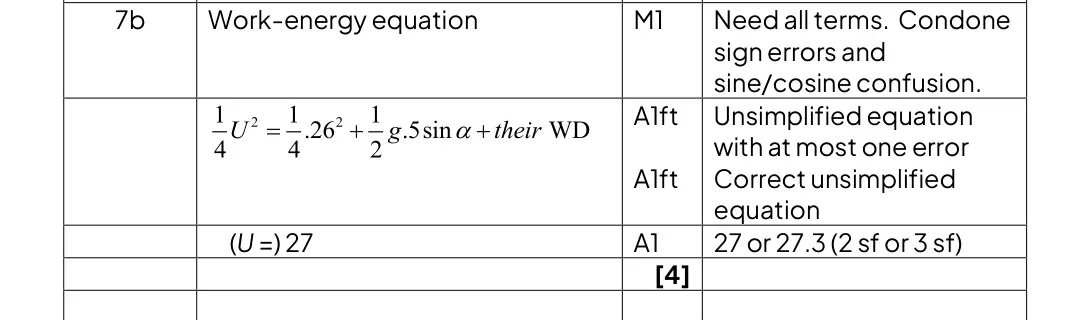 7b Work-energy equation M1 Need all terms. Condone
sign errors and
sine/cosine confusion.
1/4 U² = 1/4 .26² + 1/2 g.5 sin α + their WD A1ft Unsimplified equation
with at most one error
A1ft Correct unsimplified
equation
(U =) 27 A1 27 or 27.3 (2 sf or 3 sf)
[4]